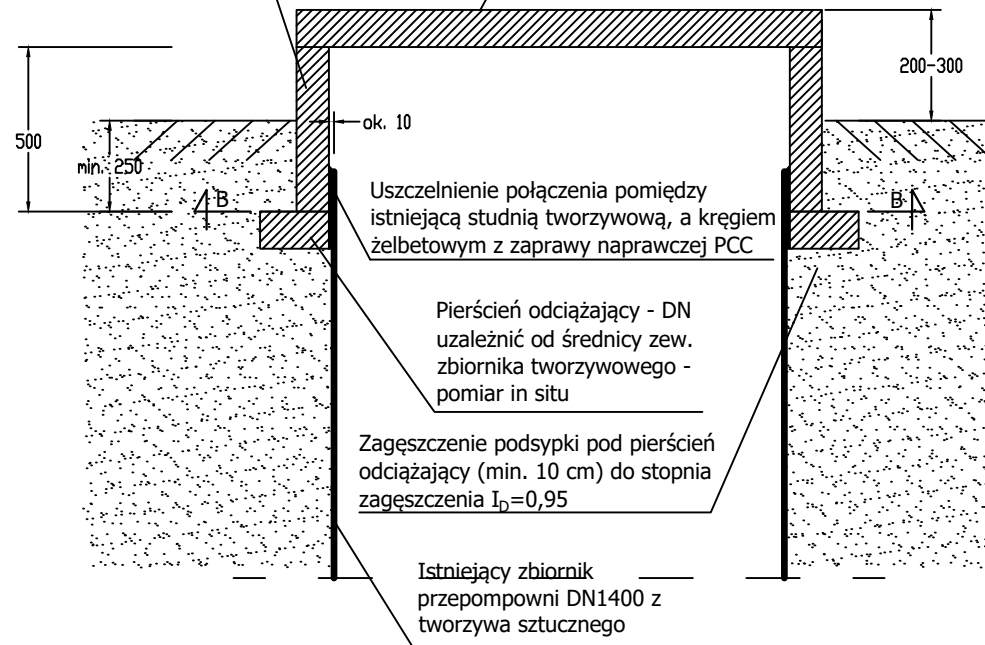 200-300
500
ok. 10
min. 250
B
B
Uszczelnienie połączenia pomiędzy
istniejącą studnią tworzywową, a kręgiem
żelbetowym z zaprawy naprawczej PCC
Pierścień odciążający - DN
uzależnić od średnicy zew.
zbiornika tworzywowego -
pomiar in situ
Zagęszczenie podsypki pod pierścień
odciążający (min. 10 cm) do stopnia
zagęszczenia I_D=0,95
Istniejący zbiornik
przepompowni DN1400 z
tworzywa sztucznego